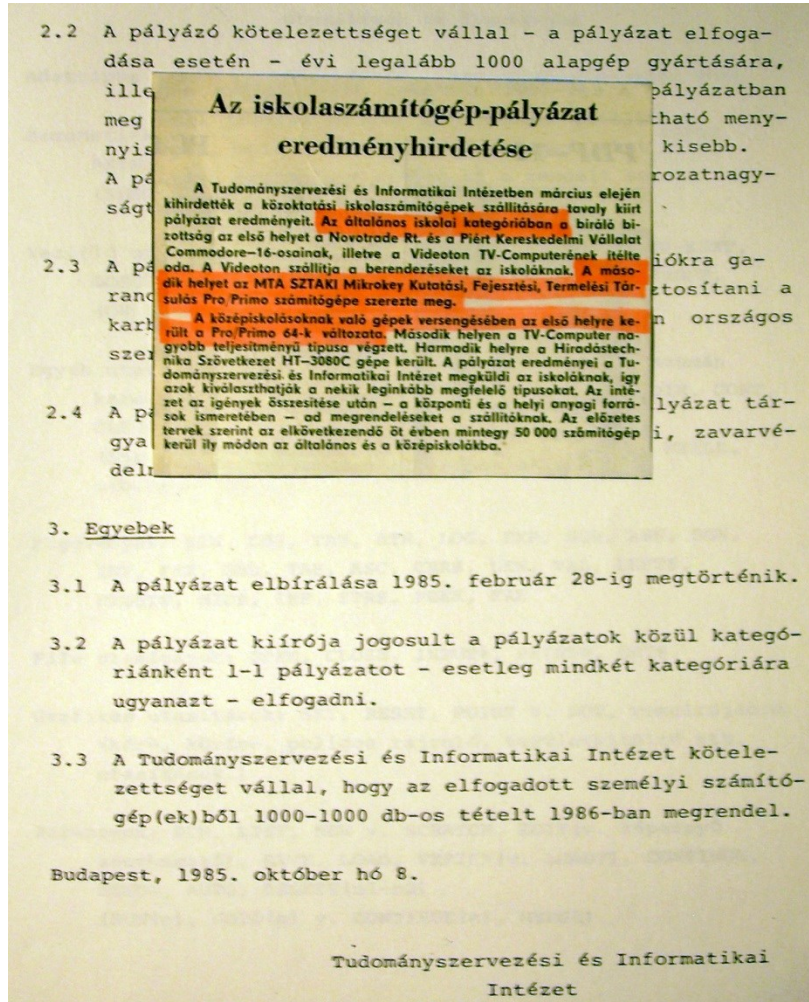 2.2 A pályázó kötelezettséget vállal - a pályázat elfoga-
dása esetén - évi legalább 1000 alapgép gyártására,
ille pályázatban
meg tható meny-
nyis kisebb.
A pá rozatnagy-
ságt
Az iskolaszámítógép-pályázat
eredményhirdetése
A Tudományszervezési és Informatikai Intézetben március elején
kihirdették a közoktatási iskolaszámítógépek szállítására tavaly kiírt
pályázat eredményeit. Az általános iskolai kategóriában a bíráló bi-
zottság az első helyet a Novotrade Rt. és a Piért Kereskedelmi Vállalat
Commodore-16-osainak, illetve a Videoton TV-Computerének ítélte
oda. A Videoton szállítja a berendezéseket az iskoláknak. A máso-
dik helyet az MTA SZTAKI Mikrokey Kutatási, Fejesztési, Termelési Tár-
sulás Pro/Primo számítógépe szerezte meg.
A középiskolásoknak való gépek versengésében az első helyre ke-
rült a Pro/Primo 64-k változata. Második helyen a TV-Computer na-
gyobb teljesítményű típusa végzett. Harmadik helyre a Híradástech-
nika Szövetkezet HT-3080C gépe került. A pályázat eredményei a Tu-
dományszervezési és Informatikai Intézet megküldi az iskoláknak, így
azok kiválaszthatják a nekik leginkább megfelelő típusokat. Az inté-
zet az igények összesítése után – a központi és a helyi anyagi forrá-
sok ismeretében – ad megrendeléseket a szállítóknak. Az előzetes
tervek szerint az elkövetkezendő öt évben mintegy 50 000 számítógép
kerül ily módon az általános és a középiskolákba.
2.3 A pá iókra ga-
ranc ztosítani a
karb n országos
szer
2.4 A pá lyázat tár-
gya i, zavarvé-
delm
3. Egyebek
3.1 A pályázat elbírálása 1985. február 28-ig megtörténik.
3.2 A pályázat kiírója jogosult a pályázatok közül kategó-
riánként 1-1 pályázatot - esetleg mindkét kategóriára
ugyanazt - elfogadni.
3.3 A Tudományszervezési és Informatikai Intézet kötele-
zettséget vállal, hogy az elfogadott személyi számító-
gép(ek)ből 1000-1000 db-os tételt 1986-ban megrendel.
Budapest, 1985. október hó 8.
Tudományszervezési és Informatikai
Intézet